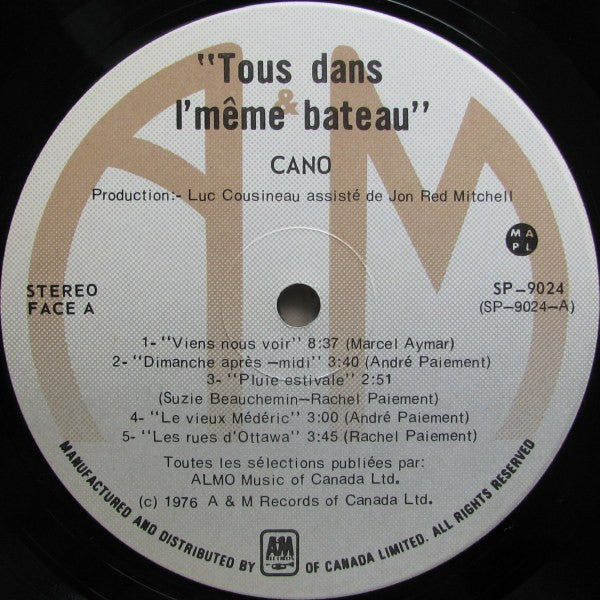 "Tous dans
&
l'même bateau"
CANO
Production:- Luc Cousineau assisté de Jon Red Mitchell
M A
P L
STEREO
FACE A
SP-9024
(SP-9024-A)
1- "Viens nous voir" 8:37 (Marcel Aymar)
2- "Dimanche après -midi" 3:40 (André Paiement)
3- "Pluie estivale" 2:51
(Suzie Beauchemin-Rachel Paiement)
4- "Le vieux Médéric" 3:00 (André Paiement)
5- "Les rues d'Ottawa" 3:45 (Rachel Paiement)
Toutes les sélections publiées par:
ALMO Music of Canada Ltd.
(c) 1976 A & M Records of Canada Ltd.
MANUFACTURED AND DISTRIBUTED BY A&M RECORDS OF CANADA LIMITED. ALL RIGHTS RESERVED